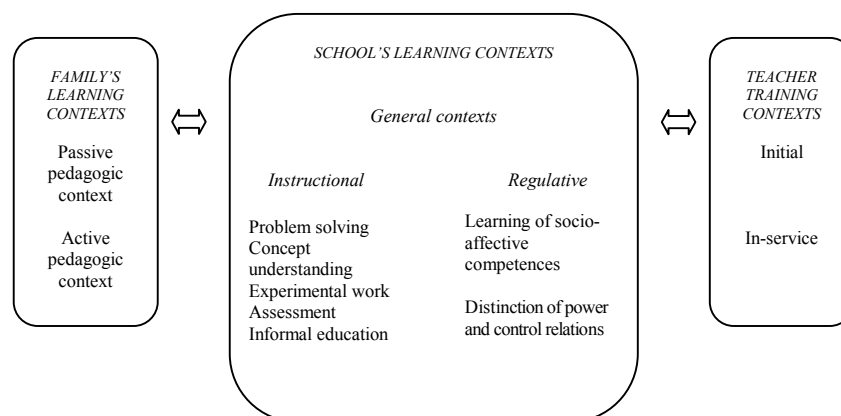 FAMILY'S
LEARNING
CONTEXTS
Passive
pedagogic
context
Active
pedagogic
context
SCHOOL'S LEARNING CONTEXTS
General contexts
Instructional
Problem solving
Concept
understanding
Experimental work
Assessment
Informal education
Regulative
Learning of socio-
affective
competences
Distinction of power
and control relations
TEACHER
TRAINING
CONTEXTS
Initial
In-service